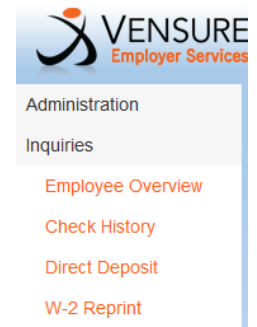 VENSURE
Employer Services
Administration
Inquiries
Employee Overview
Check History
Direct Deposit
W-2 Reprint